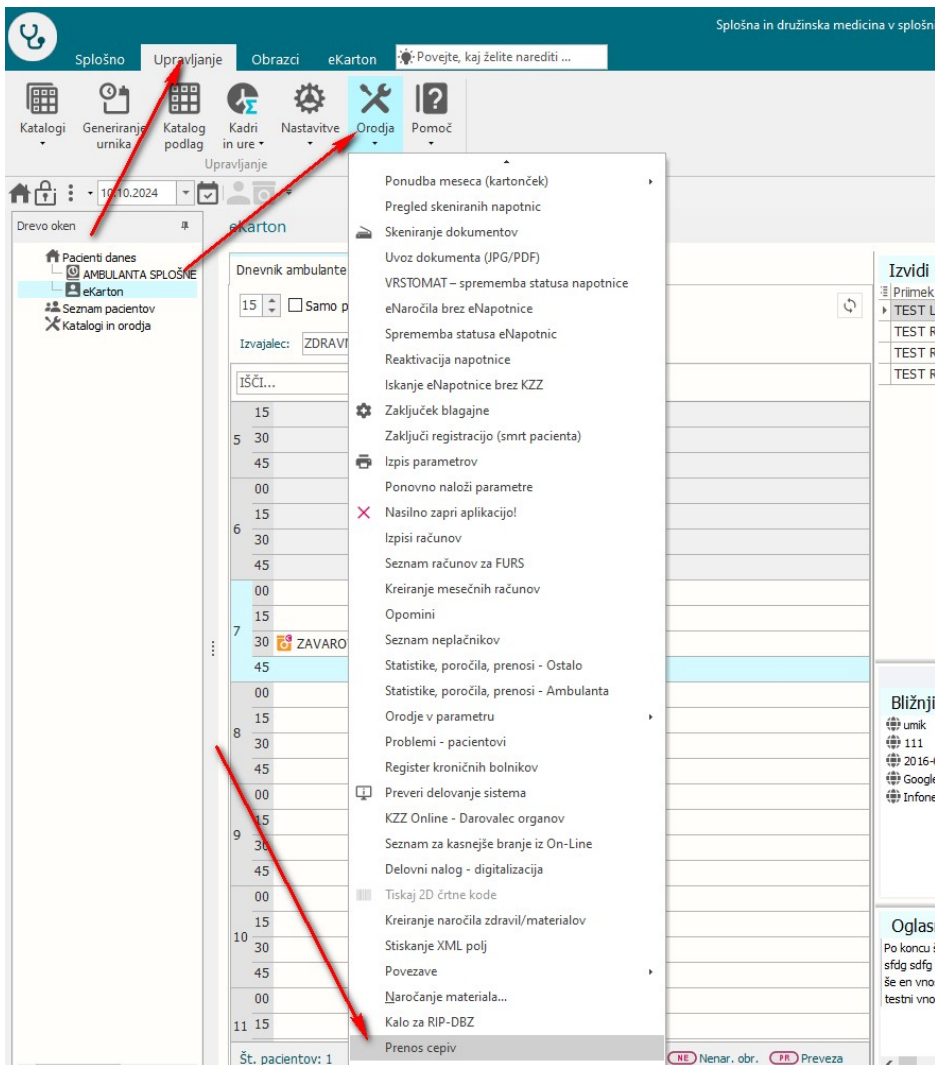 Splošna in družinska medicina v splošni
Splošno Upravljanje Obrazci eKarton Povejte, kaj želite narediti ...
Katalogi Generiranje urnika Katalog podlag Kadri in ure Nastavitve Orodja Pomoč
Upravljanje
10.10.2024
Drevo oken
Pacienti danes
AMBULANTA SPLOŠNE
eKarton
Seznam pacientov
Katalogi in orodja
eKarton
Dnevnik ambulante
15 Samo p
Izvajalec: ZDRAVN
IŠČI...
15
5 30
45
00
15
6 30
45
00
15
7 30 ZAVARO
45
00
15
8 30
45
00
15
9 30
45
00
15
10 30
45
00
11 15
Št. pacientov: 1
Ponudba meseca (kartonček)
Pregled skeniranih napotnic
Skeniranje dokumentov
Uvoz dokumenta (JPG/PDF)
VRSTOMAT – sprememba statusa napotnice
eNaročila brez eNapotnice
Sprememba statusa eNapotnic
Reaktivacija napotnice
Iskanje eNapotnice brez KZZ
Zaključek blagajne
Zaključi registracijo (smrt pacienta)
Izpis parametrov
Ponovno naloži parametre
Nasilno zapri aplikacijo!
Izpisi računov
Seznam računov za FURS
Kreiranje mesečnih računov
Opomini
Seznam neplačnikov
Statistike, poročila, prenosi - Ostalo
Statistike, poročila, prenosi - Ambulanta
Orodje v parametru
Problemi - pacientovi
Register kroničnih bolnikov
Preveri delovanje sistema
KZZ Online - Darovalec organov
Seznam za kasnejše branje iz On-Line
Delovni nalog - digitalizacija
Tiskaj 2D črtne kode
Kreiranje naročila zdravil/materialov
Stiskanje XML polj
Povezave
Naročanje materiala...
Kalo za RIP-DBZ
Prenos cepiv
NE Nenar. obr. PR Preveza
Izvidi
Priimek
TEST L
TEST R
TEST R
TEST R
Bližnji
umik
111
2016-
Google
Infone
Oglas
Po koncu
sfdg sdfg
še en vno
testni vno